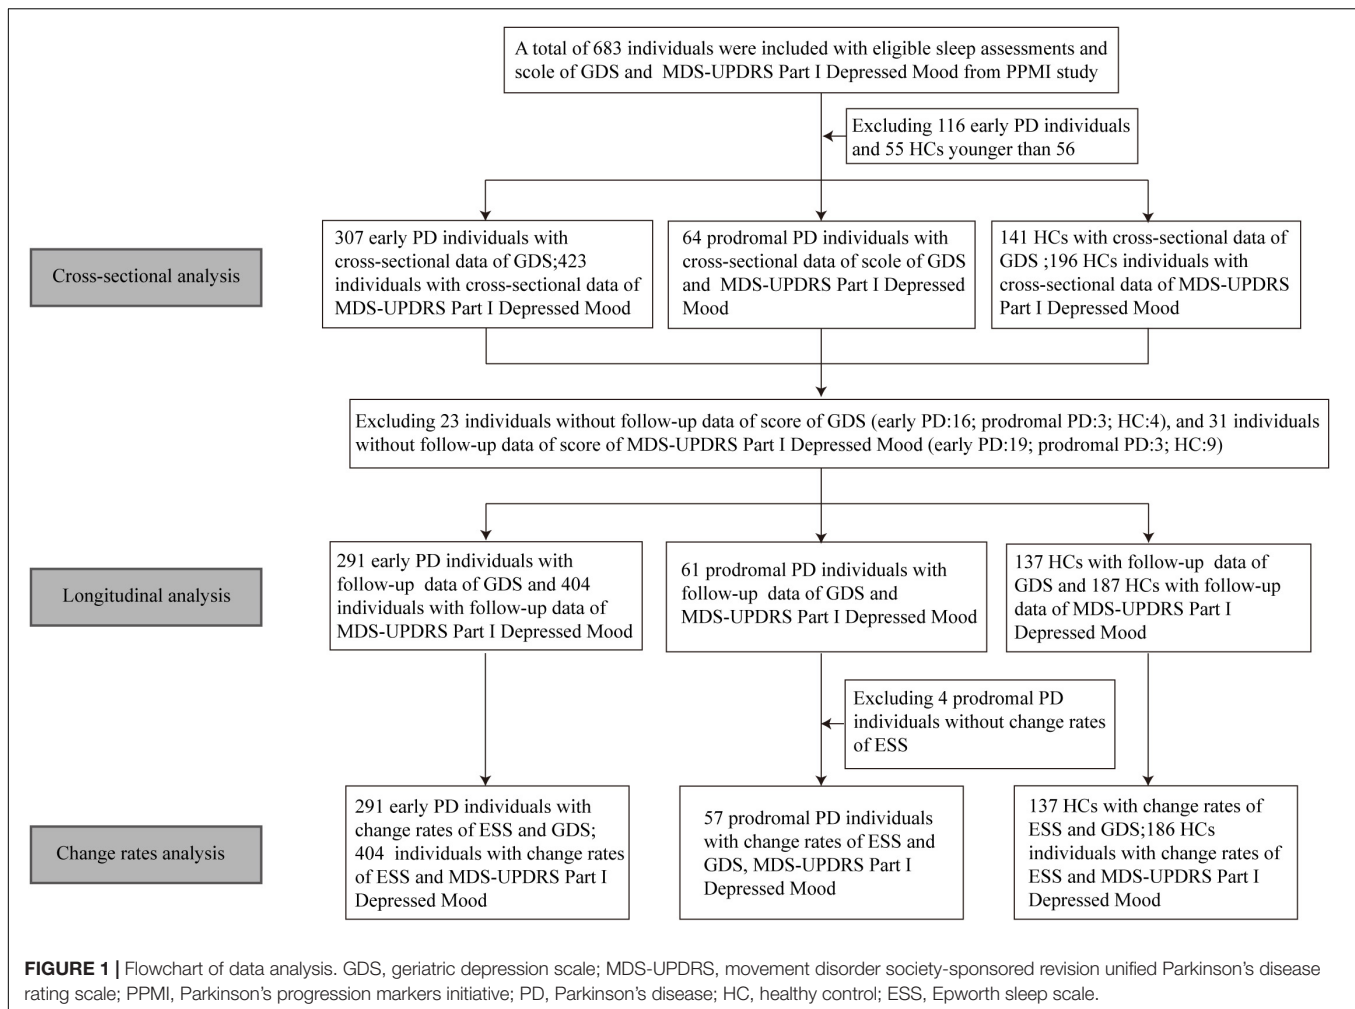 A total of 683 individuals were included with eligible sleep assessments and
scole of GDS and MDS-UPDRS Part I Depressed Mood from PPMI study
Excluding 116 early PD individuals
and 55 HCs younger than 56
Cross-sectional analysis
307 early PD individuals with
cross-sectional data of GDS;423
individuals with cross-sectional data of
MDS-UPDRS Part I Depressed Mood
64 prodromal PD individuals with
cross-sectional data of scole of GDS
and MDS-UPDRS Part I Depressed
Mood
141 HCs with cross-sectional data of
GDS ;196 HCs individuals with
cross-sectional data of MDS-UPDRS
Part I Depressed Mood
Excluding 23 individuals without follow-up data of score of GDS (early PD:16; prodromal PD:3; HC:4), and 31 individuals
without follow-up data of score of MDS-UPDRS Part I Depressed Mood (early PD:19; prodromal PD:3; HC:9)
Longitudinal analysis
291 early PD individuals with
follow-up data of GDS and 404
individuals with follow-up data of
MDS-UPDRS Part I Depressed Mood
61 prodromal PD individuals with
follow-up data of GDS and
MDS-UPDRS Part I Depressed Mood
137 HCs with follow-up data of
GDS and 187 HCs with follow-up
data of MDS-UPDRS Part I
Depressed Mood
Excluding 4 prodromal PD
individuals without change rates
of ESS
Change rates analysis
291 early PD individuals with
change rates of ESS and GDS;
404 individuals with change rates
of ESS and MDS-UPDRS Part I
Depressed Mood
57 prodromal PD individuals
with change rates of ESS and
GDS, MDS-UPDRS Part I
Depressed Mood
137 HCs with change rates of
ESS and GDS;186 HCs
individuals with change rates of
ESS and MDS-UPDRS Part I
Depressed Mood
FIGURE 1 | Flowchart of data analysis. GDS, geriatric depression scale; MDS-UPDRS, movement disorder society-sponsored revision unified Parkinson's disease
rating scale; PPMI, Parkinson's progression markers initiative; PD, Parkinson's disease; HC, healthy control; ESS, Epworth sleep scale.